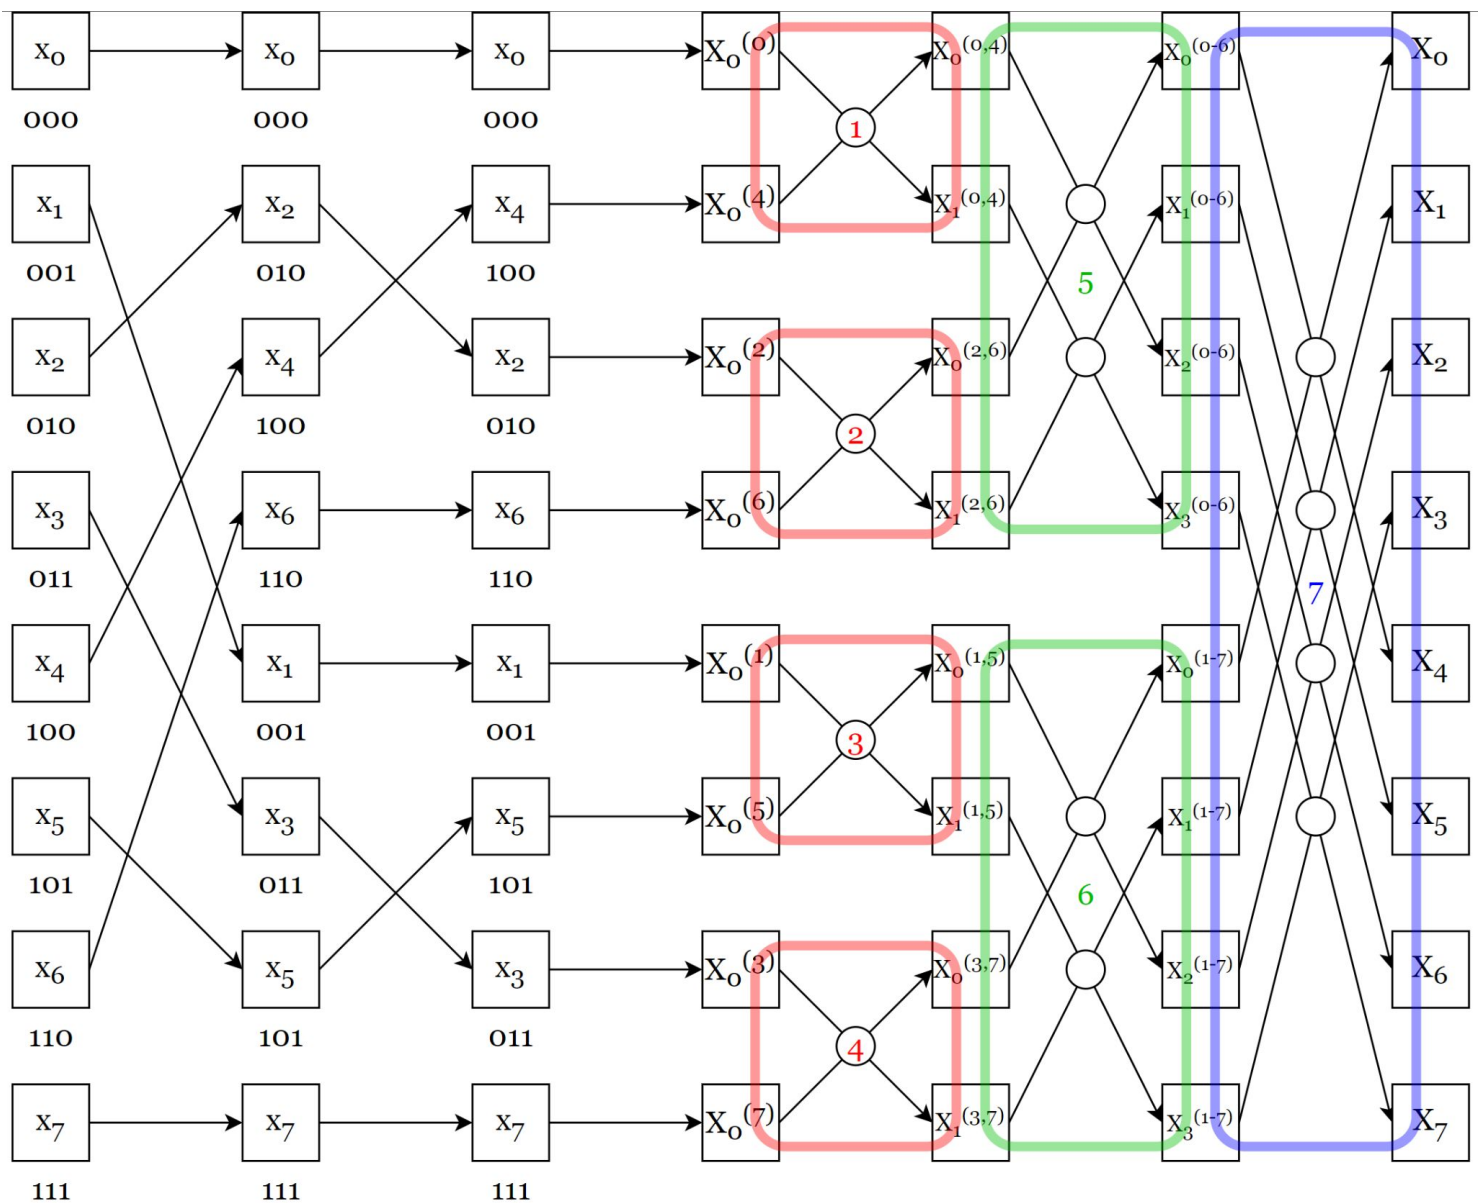 x₀ x₀ x₀ X₀⁽⁰⁾ X₀⁽⁰,⁴⁾ X₀⁽⁰⁻⁶⁾ X₀
000 000 000
1
x₁ x₂ x₄ X₀⁽⁴⁾ X₁⁽⁰,⁴⁾ X₁⁽⁰⁻⁶⁾ X₁
001 010 100
5
x₂ x₄ x₂ X₀⁽²⁾ X₀⁽²,⁶⁾ X₂⁽⁰⁻⁶⁾ X₂
010 100 010
2
x₃ x₆ x₆ X₀⁽⁶⁾ X₁⁽²,⁶⁾ X₃⁽⁰⁻⁶⁾ X₃
011 110 110
7
x₄ x₁ x₁ X₀⁽¹⁾ X₀⁽¹,⁵⁾ X₀⁽¹⁻⁷⁾ X₄
100 001 001
3
x₅ x₃ x₅ X₀⁽⁵⁾ X₁⁽¹,⁵⁾ X₁⁽¹⁻⁷⁾ X₅
101 011 101
6
x₆ x₅ x₃ X₀⁽³⁾ X₀⁽³,⁷⁾ X₂⁽¹⁻⁷⁾ X₆
110 101 011
4
x₇ x₇ x₇ X₀⁽⁷⁾ X₁⁽³,⁷⁾ X₃⁽¹⁻⁷⁾ X₇
111 111 111